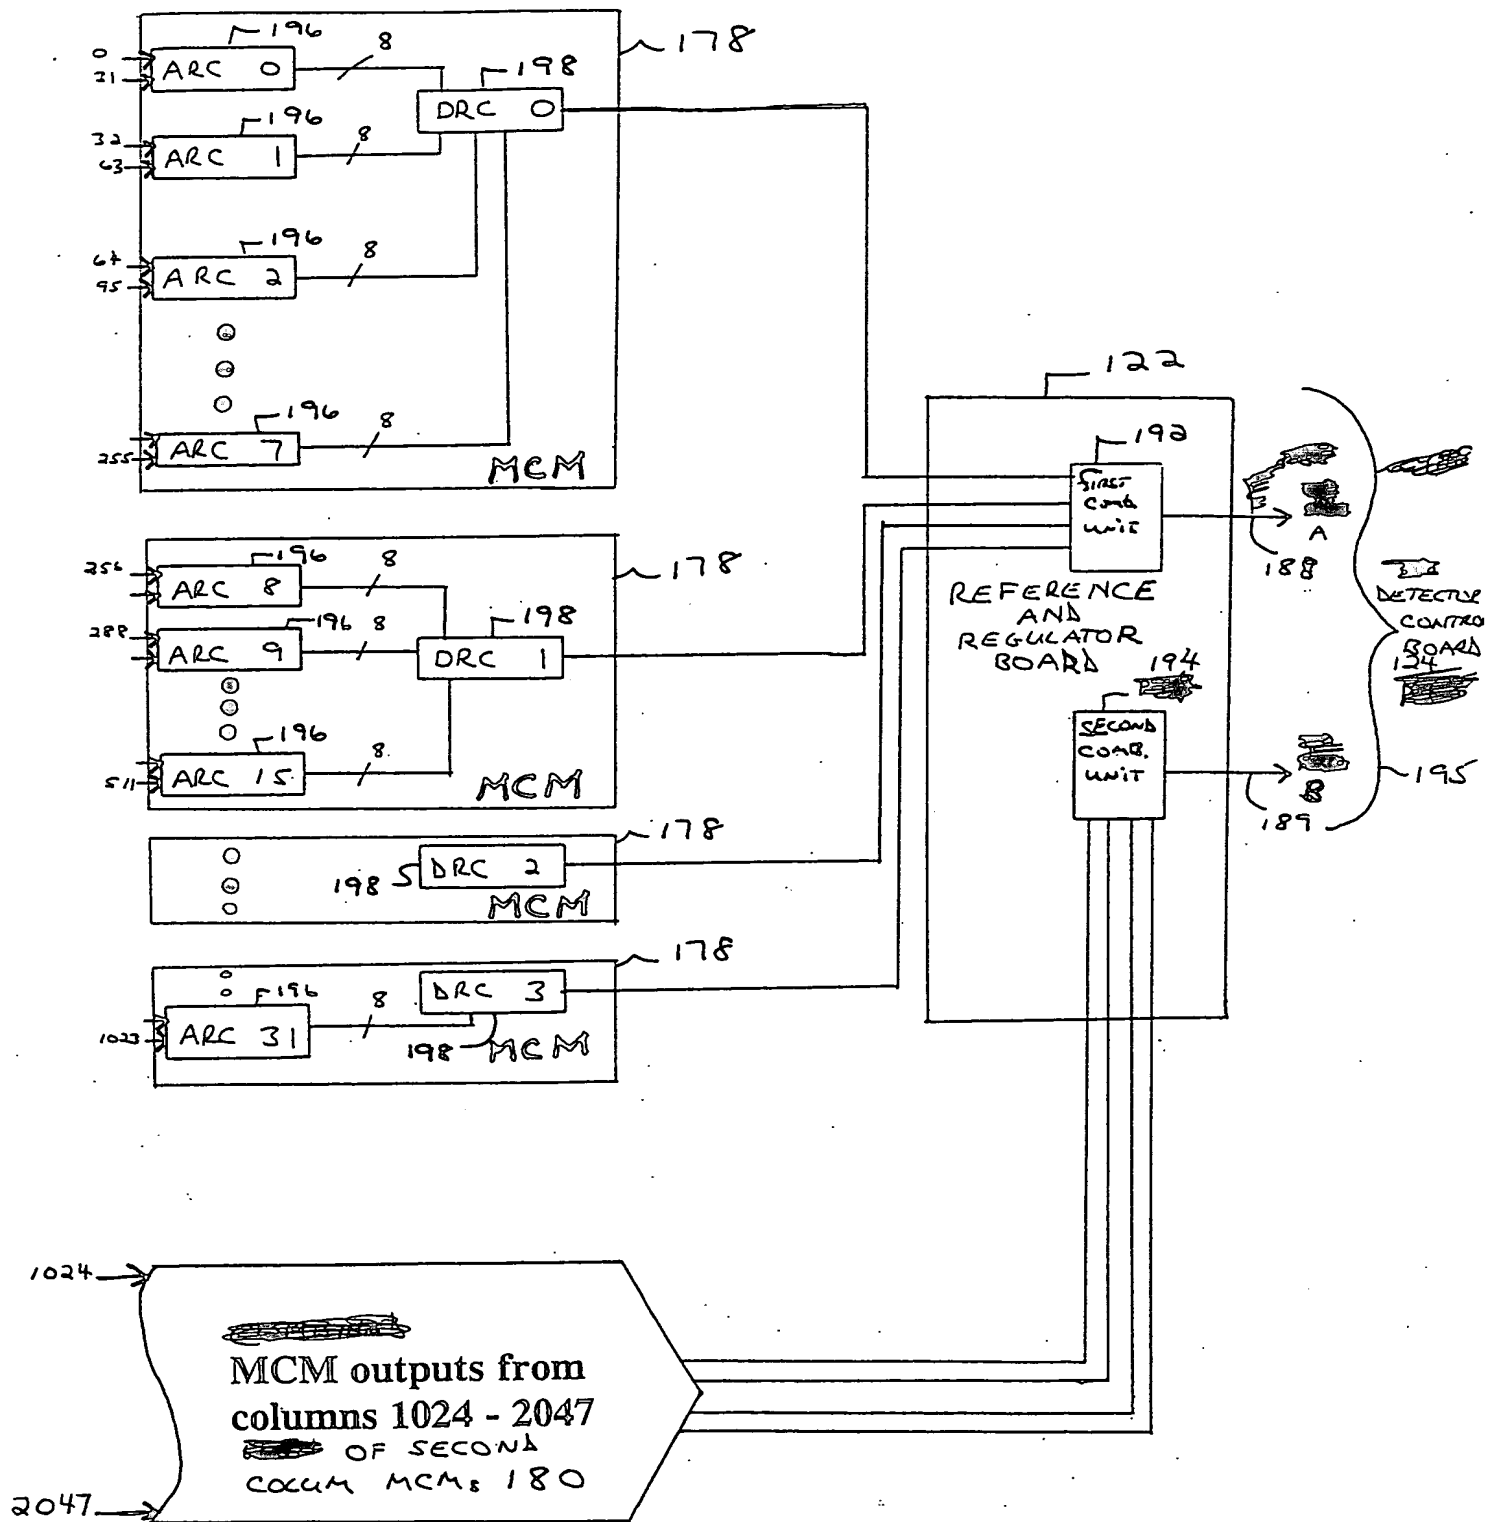 196
8
178
0
31
ARC 0
198
DRC 0
196
8
32
63
ARC 1
196
8
64
95
ARC 2
196
8
255
ARC 7
MCM
122
192
FIRST
COMB.
UNIT
A
188
REFERENCE
AND
REGULATOR
BOARD
DETECTOR
CONTRO
BOARD
124
194
SECOND
COMB.
UNIT
B
189
195
196
8
178
256
ARC 8
196
8
198
288
ARC 9
DRC 1
196
8
511
ARC 15
MCM
178
198
DRC 2
MCM
178
196
8
DRC 3
1023
ARC 31
198
MCM
1024
MCM outputs from
columns 1024 - 2047
OF SECOND
COLUM MCMs 180
2047